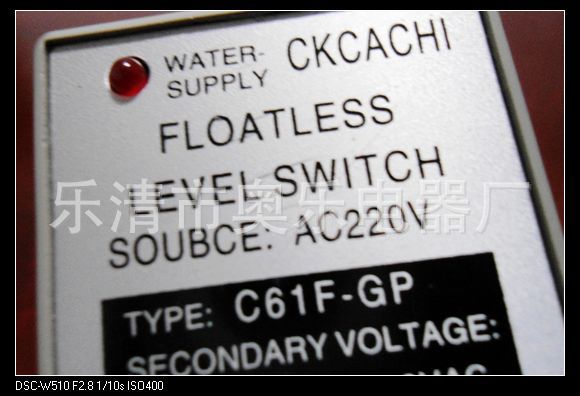 WATER- CKCACHI
SUPPLY
FLOATLESS
LEVEL SWITCH
乐清市奥乐电器厂
SOUBCE: AC220V
TYPE: C61F-GP
SECONDARY VOLTAGE:
DSC-W510 F2.8 1/10s ISO400